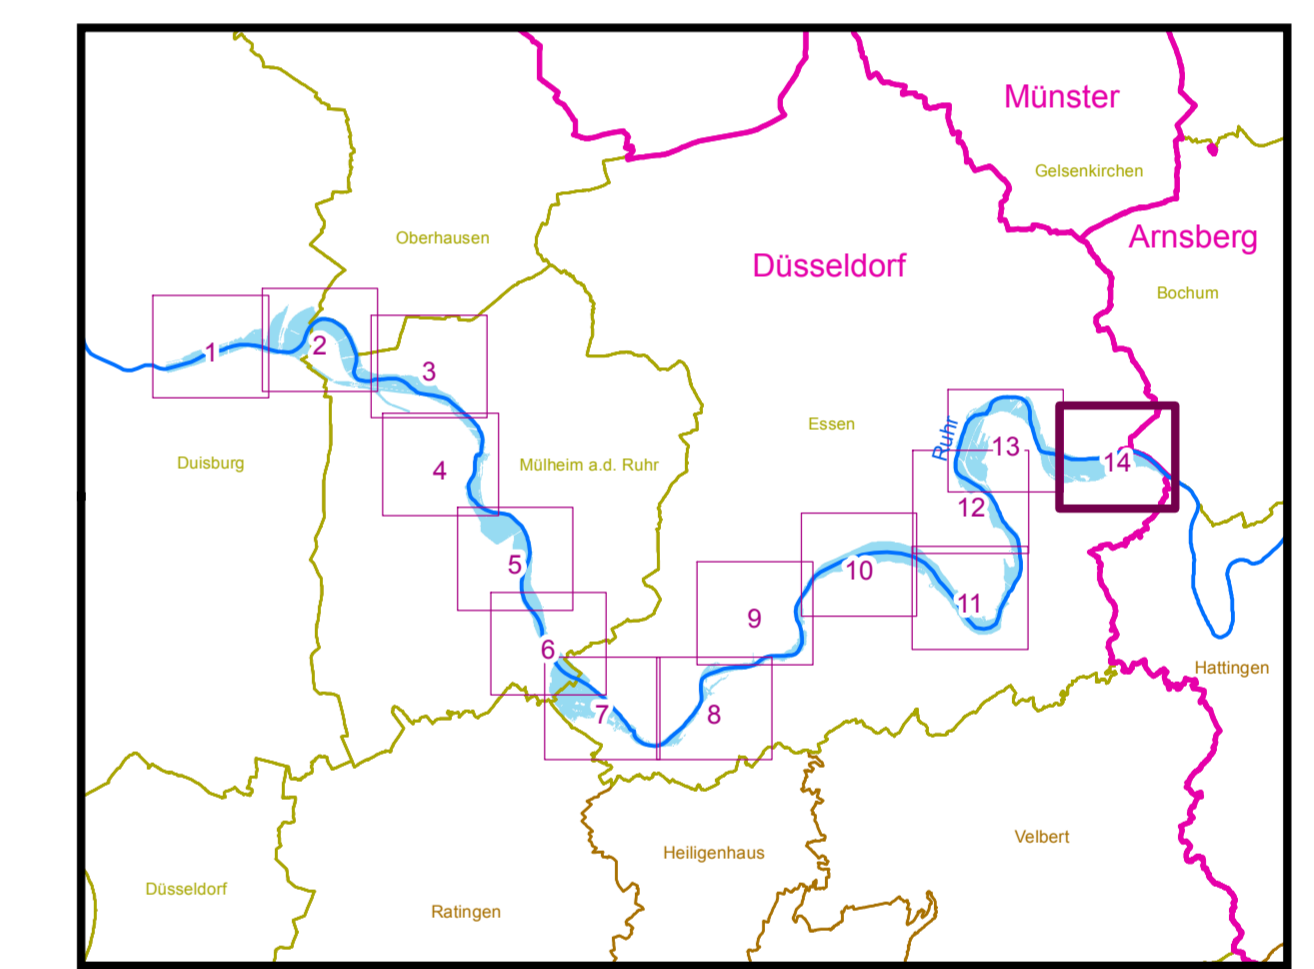 Münster
Gelsenkirchen
Arnsberg
Oberhausen
Düsseldorf
Bochum
1
2
3
Essen
Ruhr
13
14
Duisburg
4
Mülheim a.d. Ruhr
12
5
10
11
9
6
Hattingen
7
8
Velbert
Heiligenhaus
Düsseldorf
Ratingen